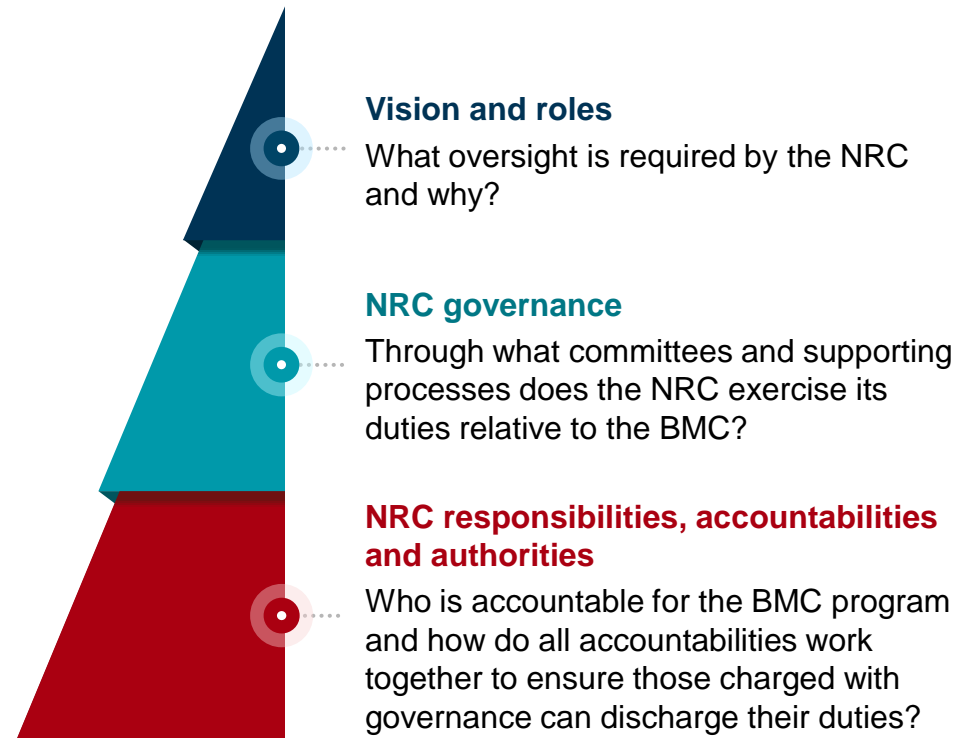 Vision and roles
What oversight is required by the NRC
and why?
NRC governance
Through what committees and supporting
processes does the NRC exercise its
duties relative to the BMC?
NRC responsibilities, accountabilities
and authorities
Who is accountable for the BMC program
and how do all accountabilities work
together to ensure those charged with
governance can discharge their duties?